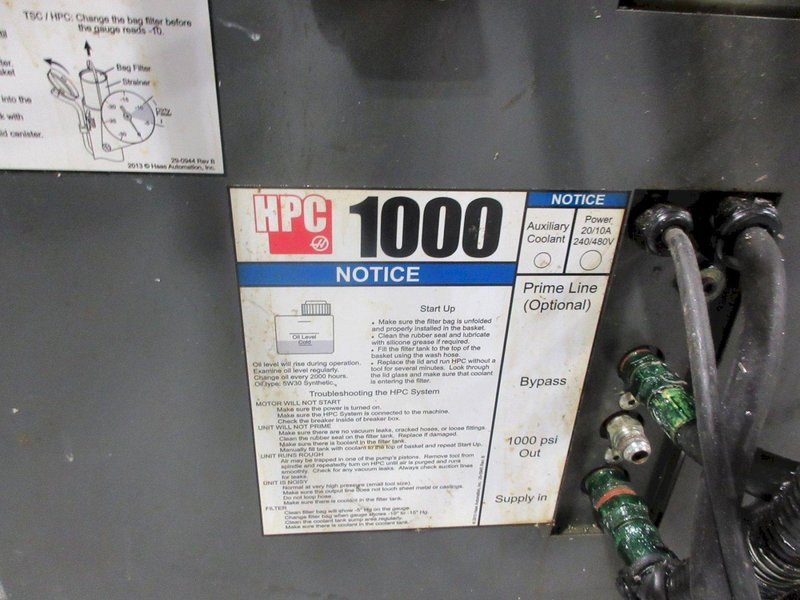 TSC / HPC: Change the bag filter before
the gauge reads -10.
Bag Filter
Strainer
into the
with
canister.
29-0944 Rev B
2013 © Haas Automation, Inc.
HPC 1000
NOTICE
Oil Level
Cold
Oil level will rise during operation.
Examine oil level regularly.
Change oil every 2000 hours.
Oil type: 5W30 Synthetic.
Start Up
• Make sure the filter bag is unfolded
and properly installed in the basket.
• Clean the rubber seal and lubricate
with silicone grease if required.
• Fill the filter tank to the top of the
basket using the wash hose.
• Replace the lid and run HPC without a
tool for several minutes. Look through
the lid glass and make sure that coolant
is entering the filter.
Troubleshooting the HPC System
MOTOR WILL NOT START
Make sure the power is turned on.
Make sure the HPC System is connected to the machine.
Check the breaker inside of breaker box.
UNIT WILL NOT PRIME
Make sure there are no vacuum leaks, cracked hoses, or loose fittings.
Clean the rubber seal on the filter tank. Replace if damaged.
Make sure there is coolant in the filter tank.
Manually fill tank with coolant to the top of basket and repeat Start Up.
UNIT RUNS ROUGH
Air may be trapped in one of the pump's pistons. Remove tool from
spindle and repeatedly turn on HPC until air is purged and runs
smoothly. Check for any vacuum leaks. Always check suction lines
for leaks.
UNIT IS NOISY
Normal at very high pressure (small tool size).
Make sure the output line does not touch sheet metal or castings.
Do not loop hose.
Make sure there is coolant in the filter tank.
FILTER
Clean filter bag will show -5" Hg on the gauge.
Change filter bag when gauge shows -10" to -15" Hg.
Clean the coolant tank sump units regularly.
Make sure there is coolant in the coolant tank.
NOTICE
Auxiliary
Coolant
Power
20/10A
240/480V
Prime Line
(Optional)
Bypass
1000 psi
Out
Supply in